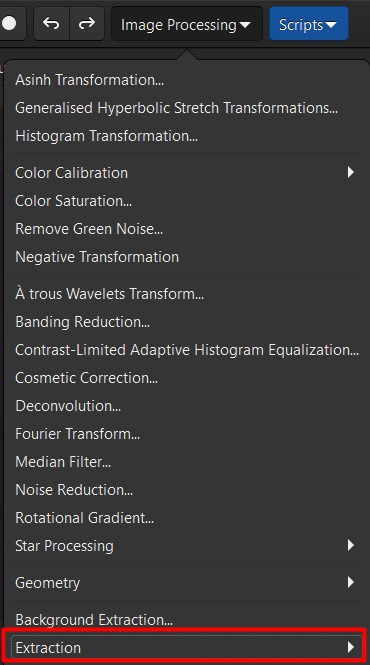 Image Processing Scripts
Asinh Transformation...
Generalised Hyperbolic Stretch Transformations...
Histogram Transformation...
Color Calibration
Color Saturation...
Remove Green Noise...
Negative Transformation
À trous Wavelets Transform...
Banding Reduction...
Contrast-Limited Adaptive Histogram Equalization...
Cosmetic Correction...
Deconvolution...
Fourier Transform...
Median Filter...
Noise Reduction...
Rotational Gradient...
Star Processing
Geometry
Background Extraction...
Extraction